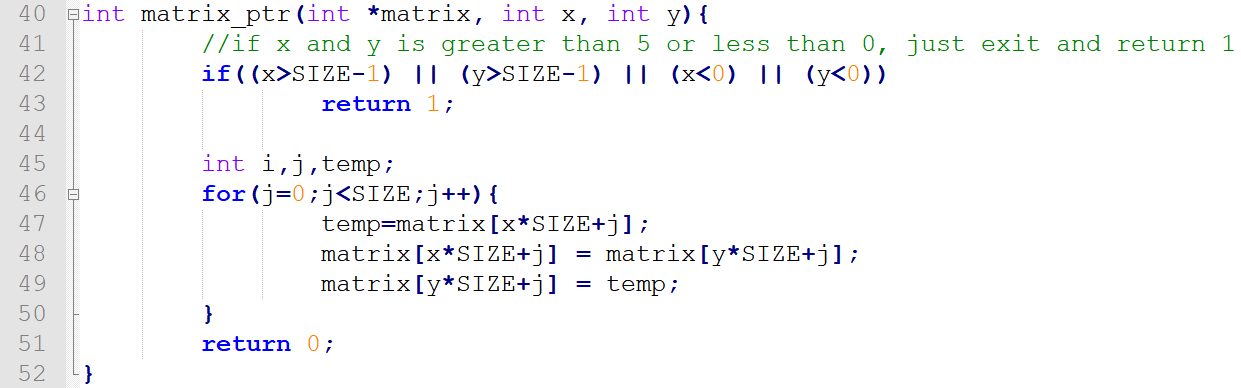 40 int matrix_ptr(int *matrix, int x, int y){
41 //if x and y is greater than 5 or less than 0, just exit and return 1
42 if((x>SIZE-1) || (y>SIZE-1) || (x<0) || (y<0))
43 return 1;
44
45 int i,j,temp;
46 for(j=0;j<SIZE;j++){
47 temp=matrix[x*SIZE+j];
48 matrix[x*SIZE+j] = matrix[y*SIZE+j];
49 matrix[y*SIZE+j] = temp;
50 }
51 return 0;
52 }